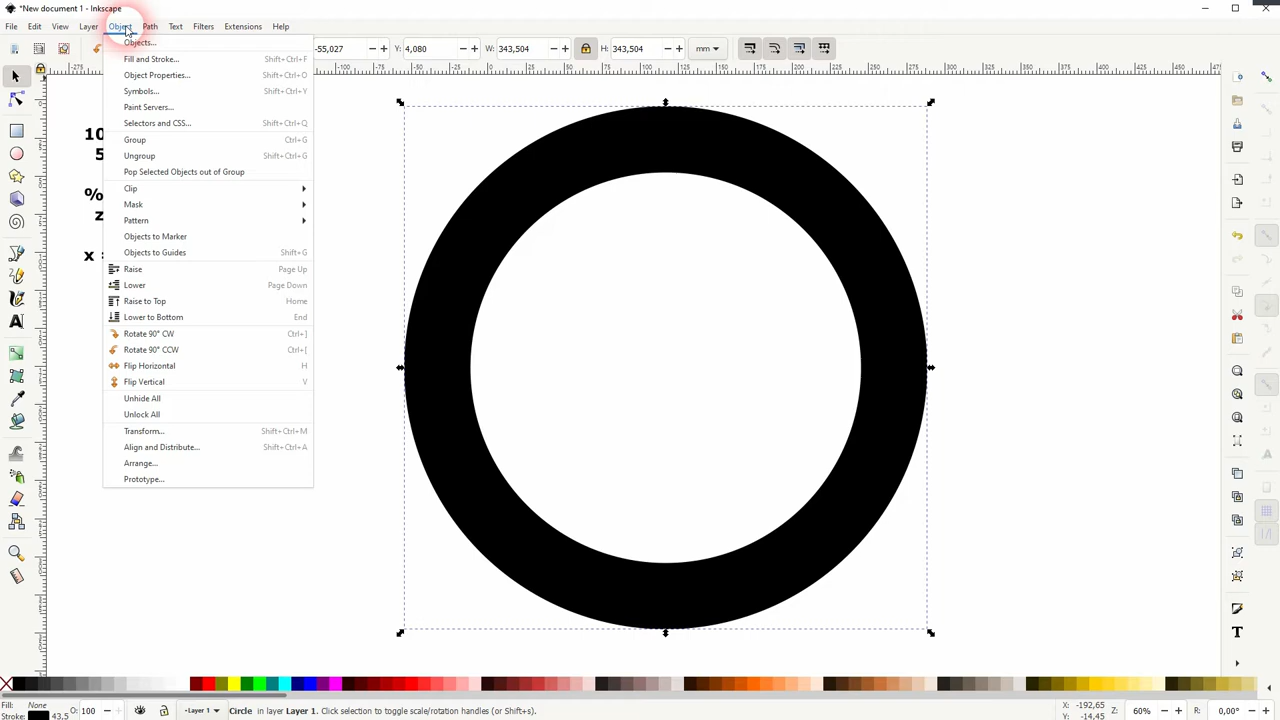 *New document 1 - Inkscape
File Edit View Layer Object Path Text Filters Extensions Help
-55,027 Y: 4,080 W: 343,504 H: 343,504 mm
Objects...
Fill and Stroke... Shift+Ctrl+F
Object Properties... Shift+Ctrl+O
Symbols... Shift+Ctrl+Y
Paint Servers...
Selectors and CSS... Shift+Ctrl+Q
Group Ctrl+G
Ungroup Shift+Ctrl+G
Pop Selected Objects out of Group
Clip
Mask
Pattern
Objects to Marker
Objects to Guides Shift+G
Raise Page Up
Lower Page Down
Raise to Top Home
Lower to Bottom End
Rotate 90° CW Ctrl+]
Rotate 90° CCW Ctrl+[
Flip Horizontal H
Flip Vertical V
Unhide All
Unlock All
Transform... Shift+Ctrl+M
Align and Distribute... Shift+Ctrl+A
Arrange...
Prototype...
10
5
%
z
x =
Fill: None
Stroke: 43,5 O: 100 -Layer 1 Circle in layer Layer 1. Click selection to toggle scale/rotation handles (or Shift+s). X: -192,65 Y: -14,45 Z: 60% R: 0,00°